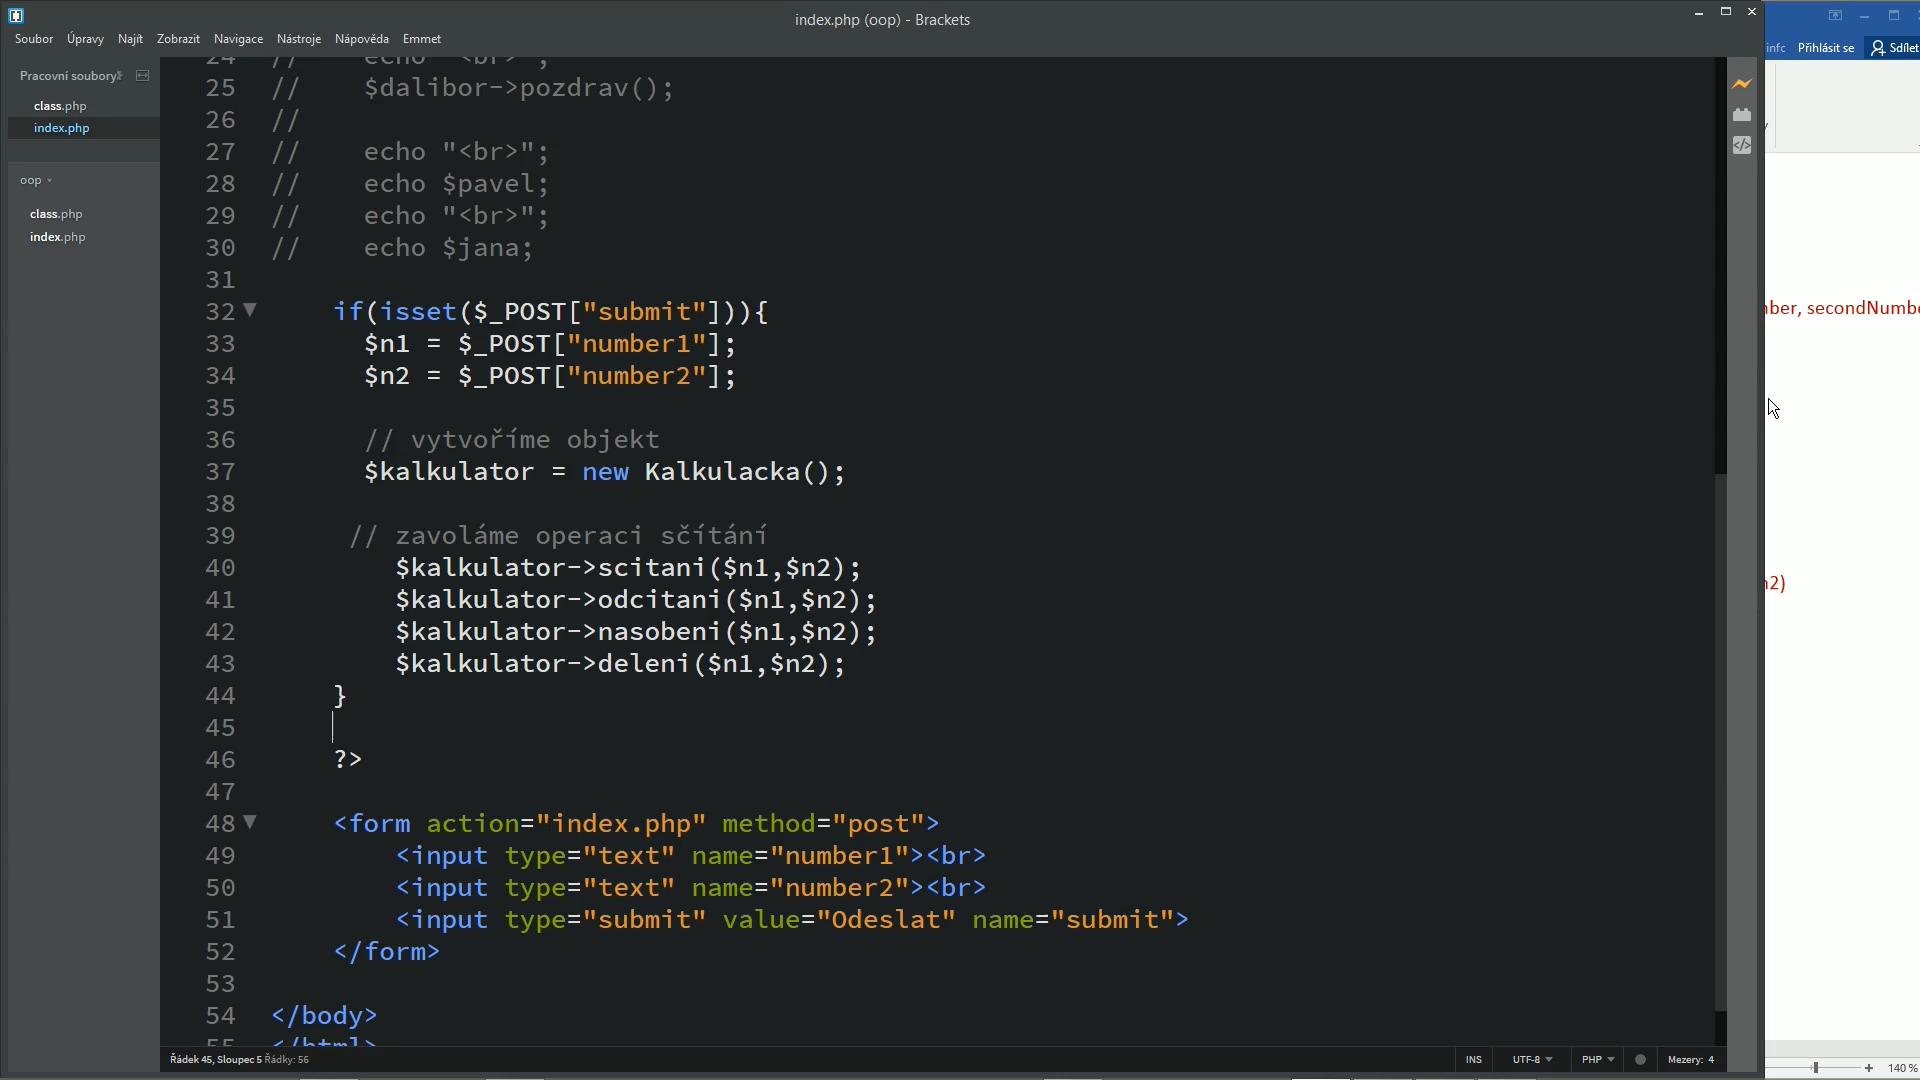 index.php (oop) - Brackets
Soubor Úpravy Najít Zobrazit Navigace Nástroje Nápověda Emmet
Pracovní soubory
class.php
index.php
oop
class.php
index.php
24 // echo "<br>";
25 // $dalibor->pozdrav();
26 //
27 // echo "<br>";
28 // echo $pavel;
29 // echo "<br>";
30 // echo $jana;
31
32 if(isset($_POST["submit"])){
33 $n1 = $_POST["number1"];
34 $n2 = $_POST["number2"];
35
36 // vytvoříme objekt
37 $kalkulator = new Kalkulacka();
38
39 // zavoláme operaci sčítání
40 $kalkulator->scitani($n1,$n2);
41 $kalkulator->odcitani($n1,$n2);
42 $kalkulator->nasobeni($n1,$n2);
43 $kalkulator->deleni($n1,$n2);
44 }
45
46 ?>
47
48 <form action="index.php" method="post">
49 <input type="text" name="number1"><br>
50 <input type="text" name="number2"><br>
51 <input type="submit" value="Odeslat" name="submit">
52 </form>
53
54 </body>
55 </html>
Řádek 45, Sloupec 5 Řádky: 56
INS UTF-8 PHP Mezery: 4
Přihlásit se Sdílet
ber, secondNumbe
n2)
140 %